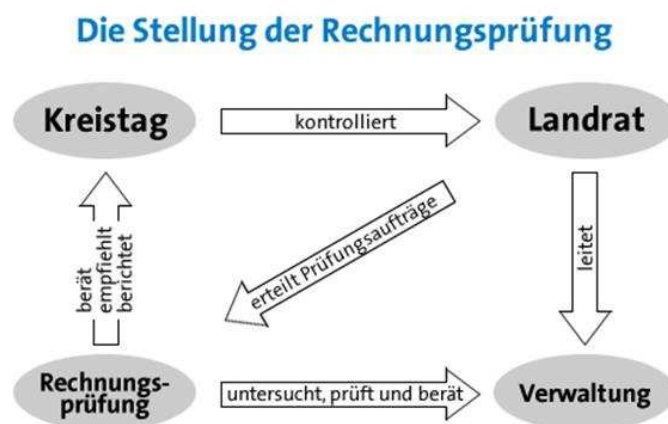 Die Stellung der Rechnungsprüfung
Kreistag
kontrolliert
Landrat
berät
empfiehlt
berichtet
erteilt Prüfungsaufträge
leitet
Rechnungs-
prüfung
untersucht, prüft und berät
Verwaltung